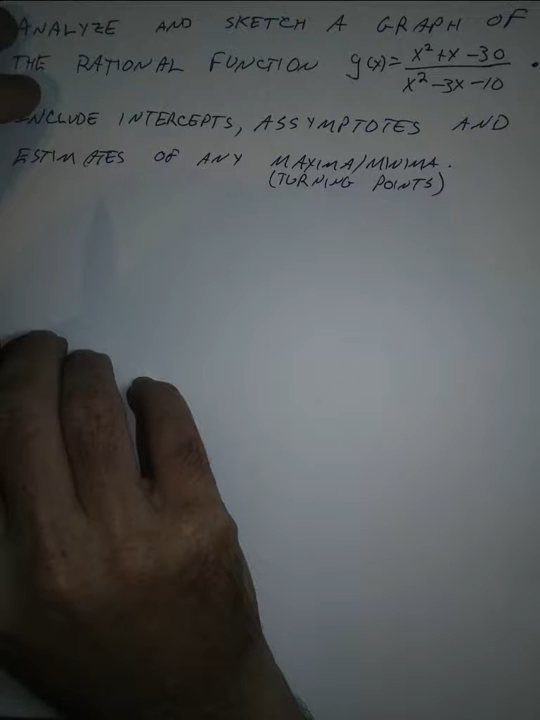 ANALYZE AND SKETCH A GRAPH OF
THE RATIONAL FUNCTION g(x) = (x² + x - 30)/(x² - 3x - 10) .
INCLUDE INTERCEPTS, ASSYMPTOTES AND
ESTIMATES OF ANY MAXIMA/MINIMA.
(TURNING POINTS)